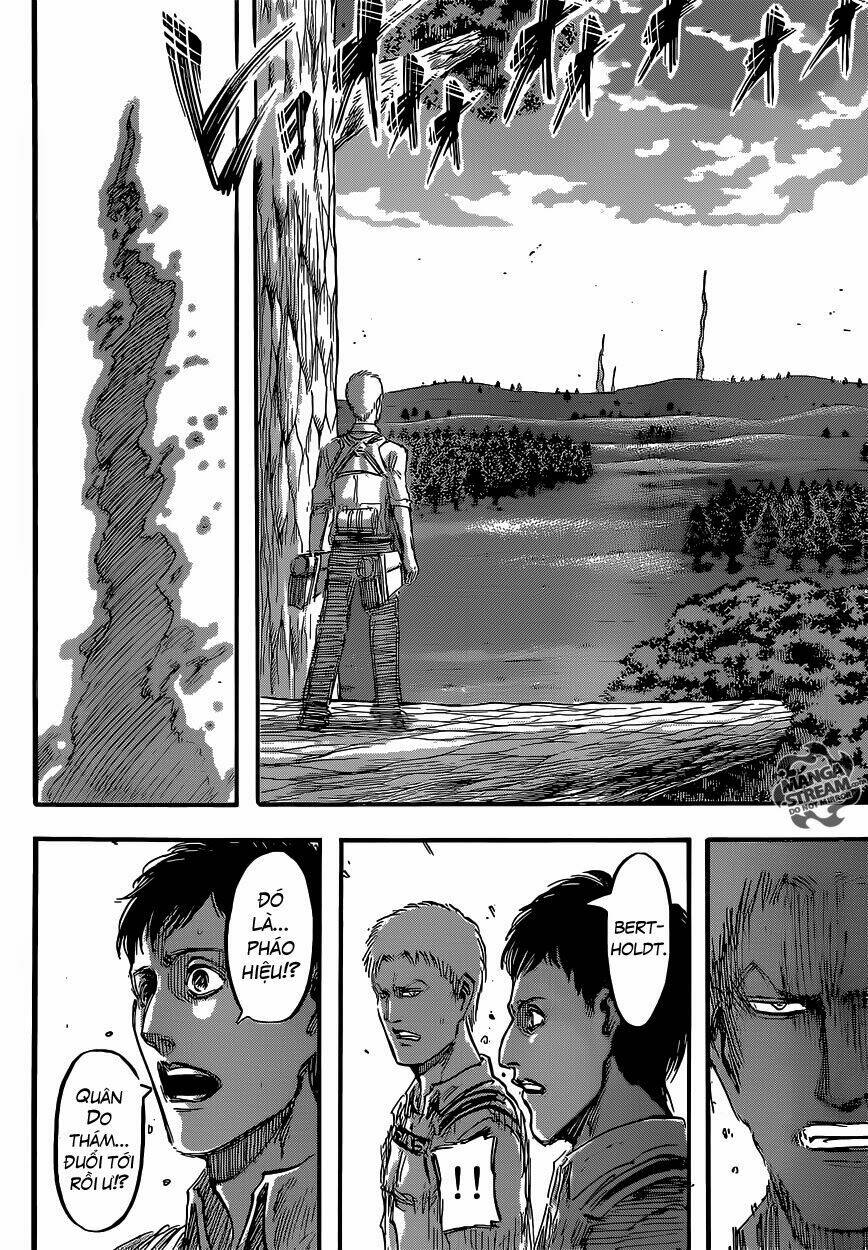 MANGA
STREAM
BERT-
HOLDT.
!!
ĐÓ
LÀ...
PHÁO
HIỆU!?
QUÂN
DO
THÁM...
ĐUỔI TỚI
RỒI Ư!?